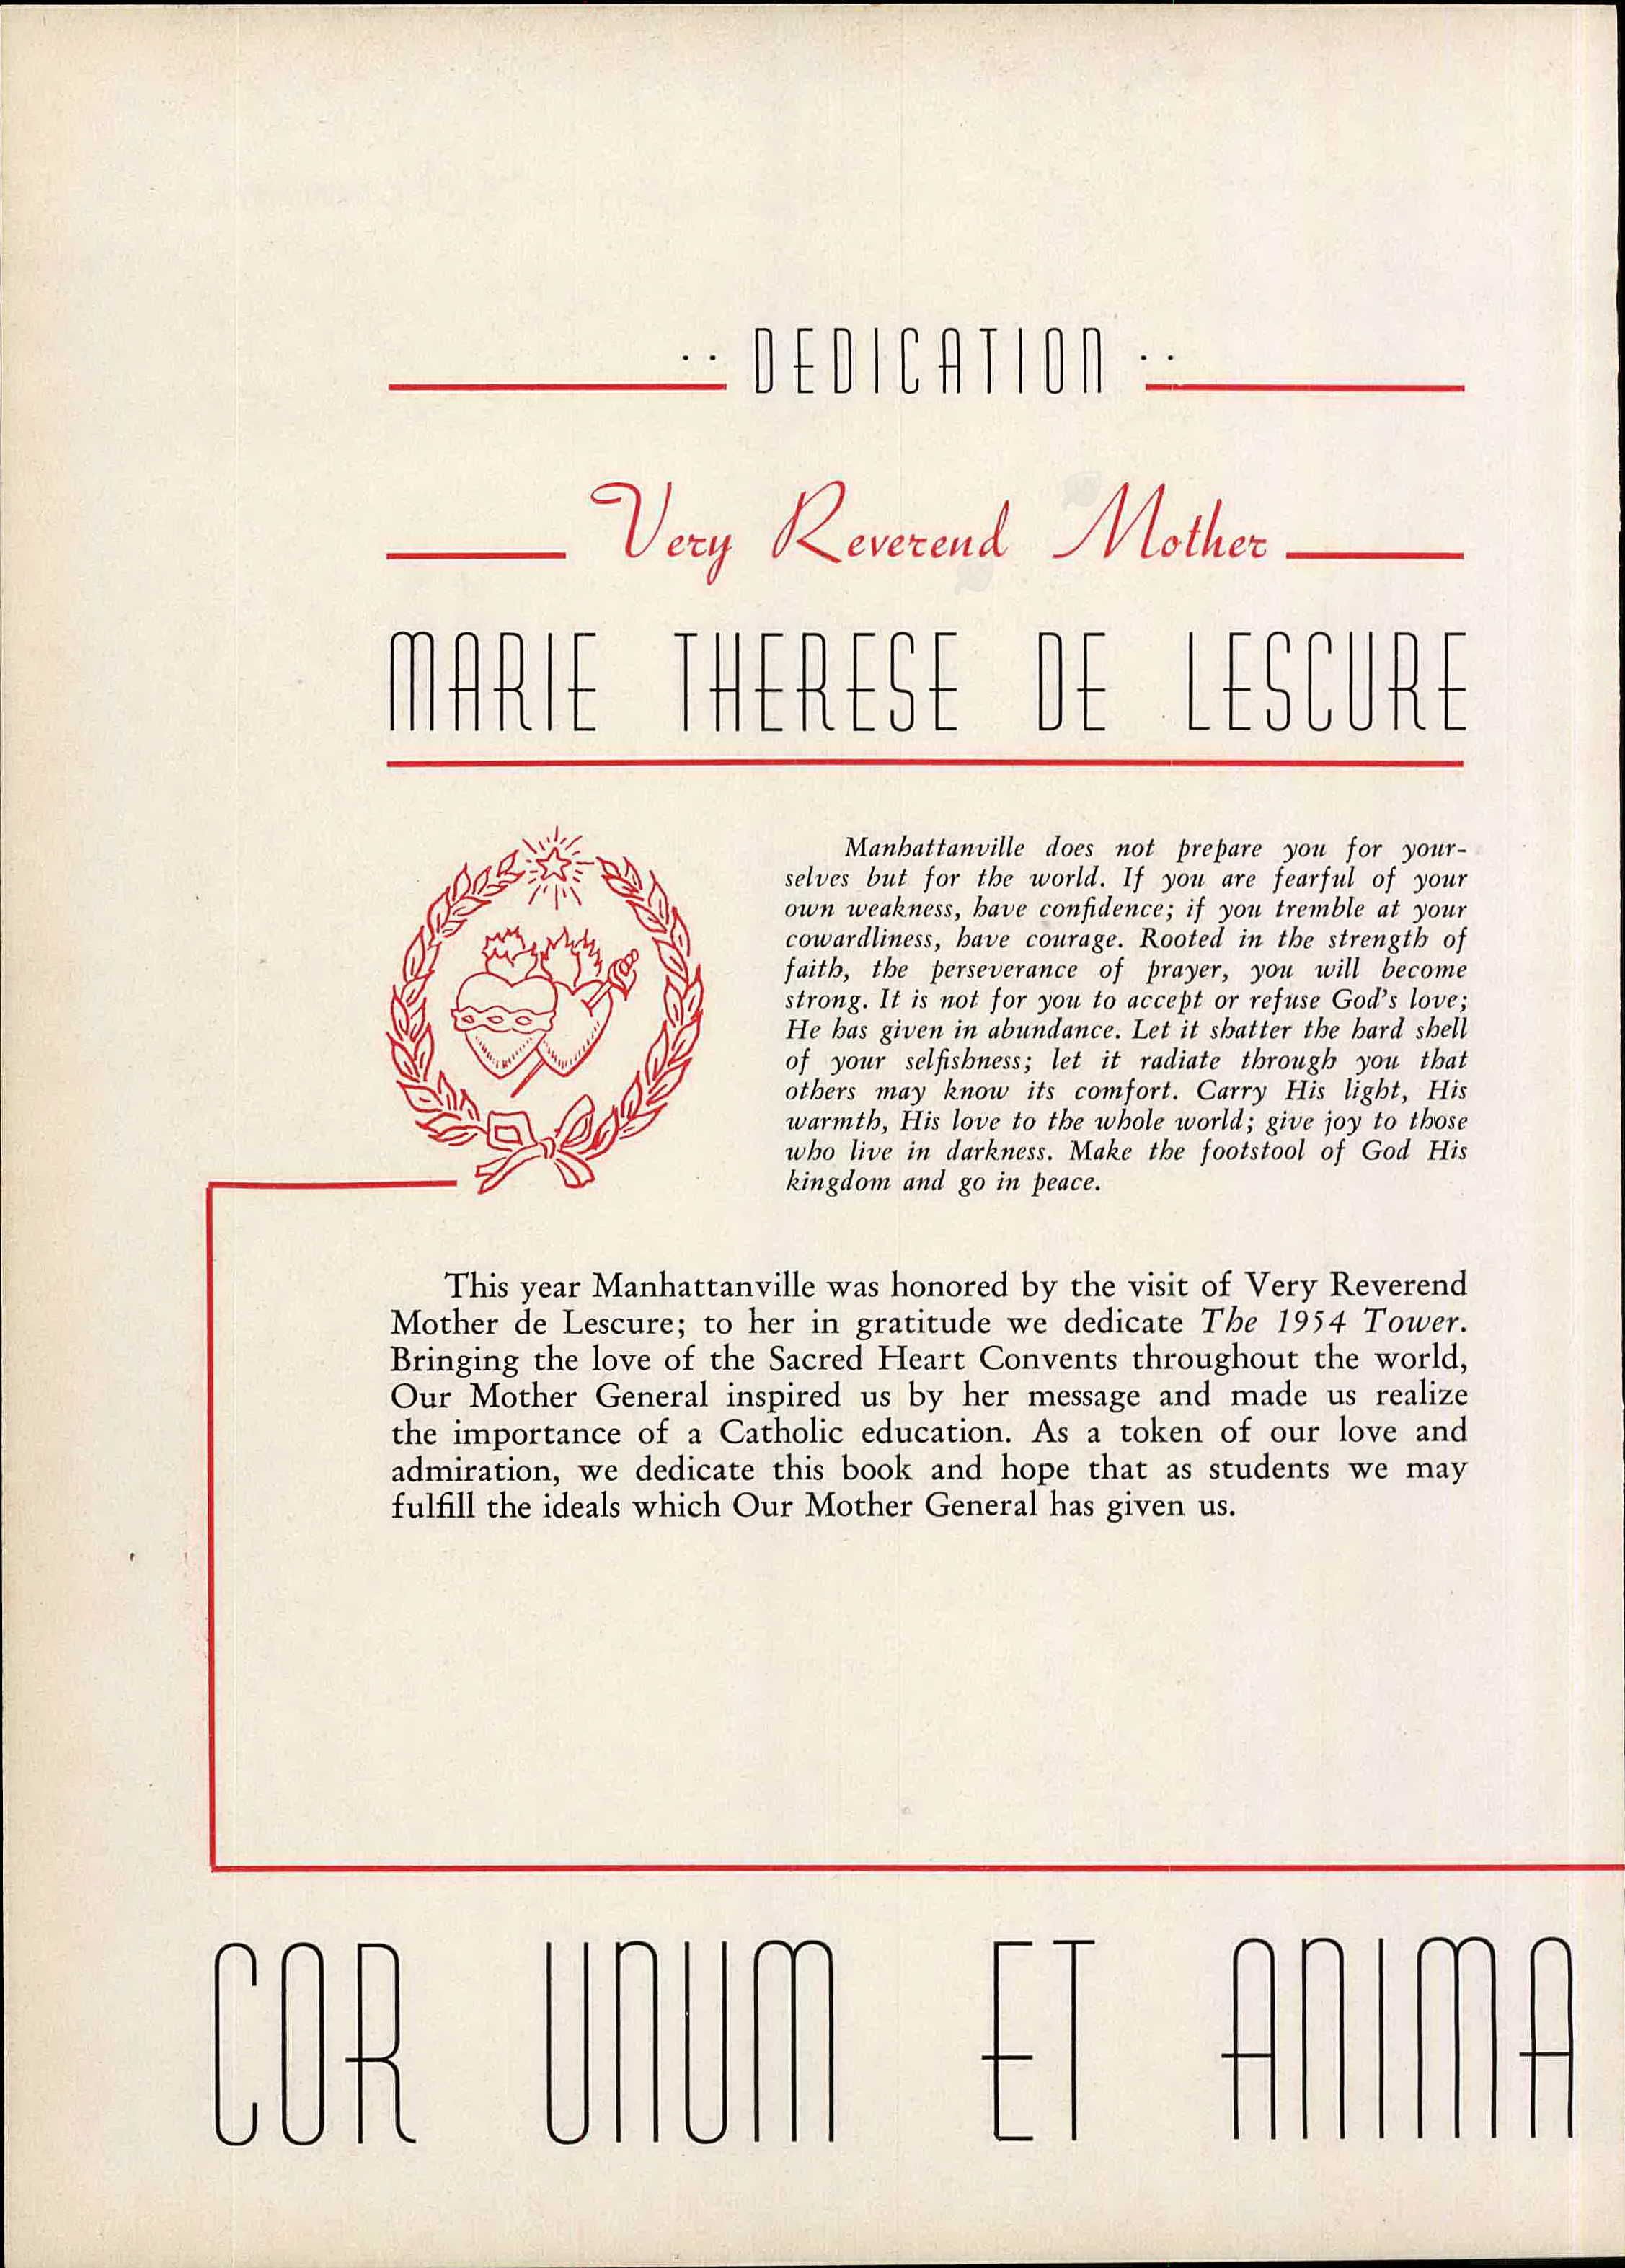 ·· DEDICATION ··
Very Reverend Mother
MARIE THERESE DE LESCURE
Manhattanville does not prepare you for your-
selves but for the world. If you are fearful of your
own weakness, have confidence; if you tremble at your
cowardliness, have courage. Rooted in the strength of
faith, the perseverance of prayer, you will become
strong. It is not for you to accept or refuse God's love;
He has given in abundance. Let it shatter the hard shell
of your selfishness; let it radiate through you that
others may know its comfort. Carry His light, His
warmth, His love to the whole world; give joy to those
who live in darkness. Make the footstool of God His
kingdom and go in peace.
This year Manhattanville was honored by the visit of Very Reverend
Mother de Lescure; to her in gratitude we dedicate The 1954 Tower.
Bringing the love of the Sacred Heart Convents throughout the world,
Our Mother General inspired us by her message and made us realize
the importance of a Catholic education. As a token of our love and
admiration, we dedicate this book and hope that as students we may
fulfill the ideals which Our Mother General has given us.
COR UNUM ET ANIMA